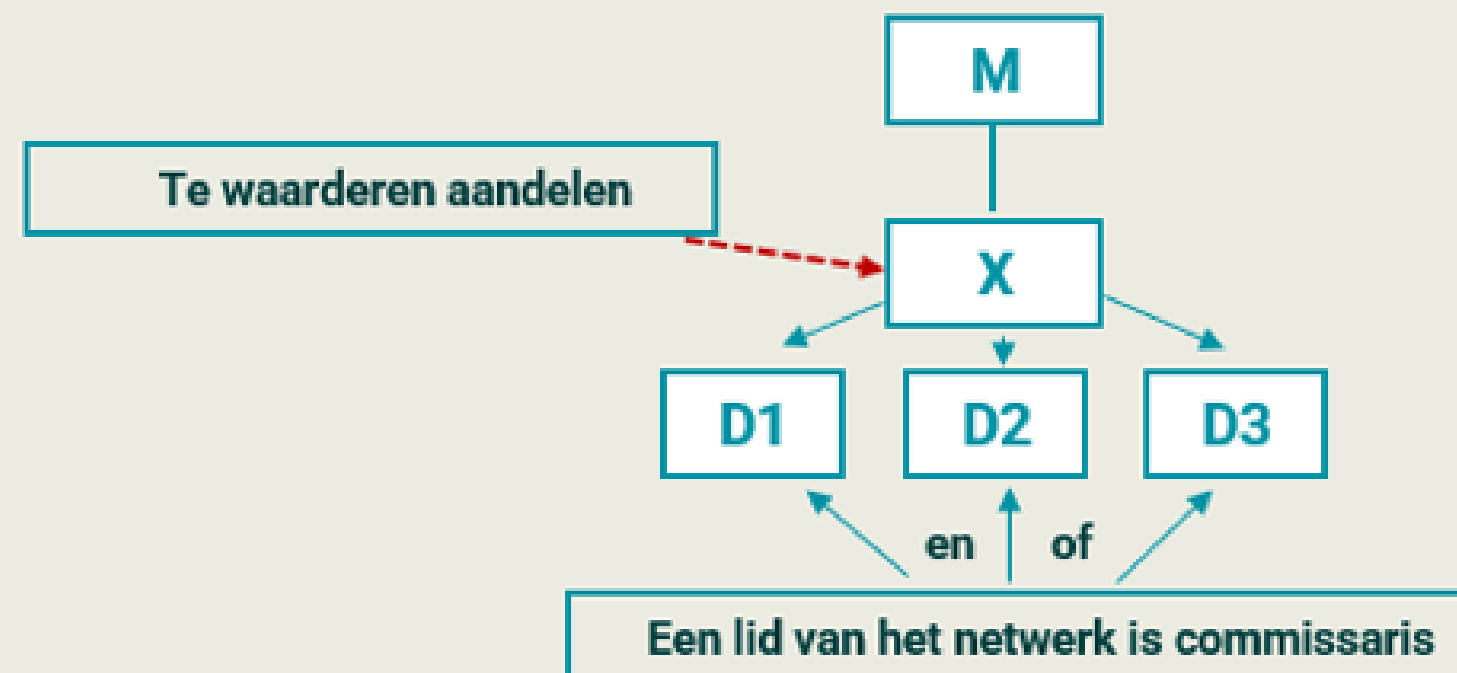 M
Te waarderen aandelen
X
D1 D2 D3
en of
Een lid van het netwerk is commissaris